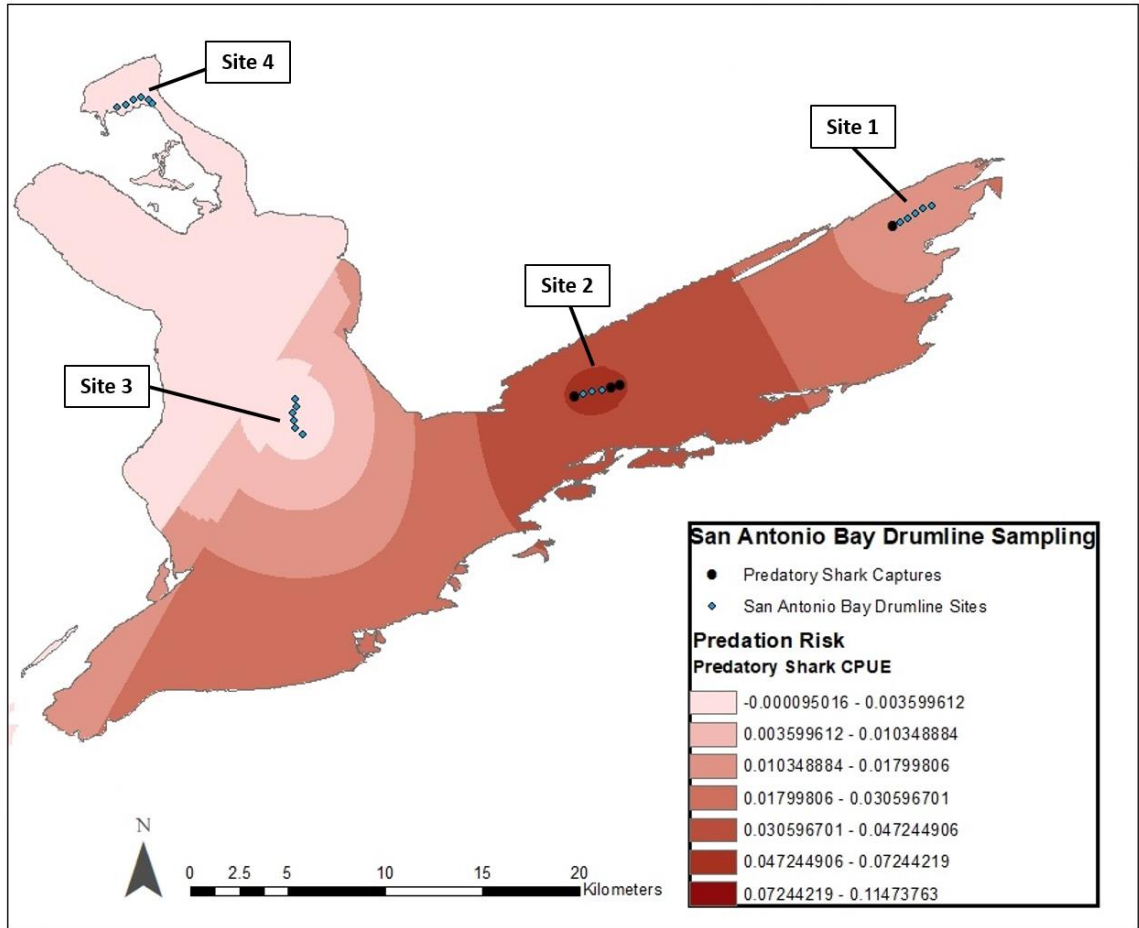 Site 4
Site 1
Site 2
Site 3
San Antonio Bay Drumline Sampling
Predatory Shark Captures
San Antonio Bay Drumline Sites
Predation Risk
Predatory Shark CPUE
-0.000095016 - 0.003599612
0.003599612 - 0.010348884
0.010348884 - 0.01799806
0.01799806 - 0.030596701
0.030596701 - 0.047244906
0.047244906 - 0.07244219
0.07244219 - 0.11473763
N
0 2.5 5 10 15 20
Kilometers